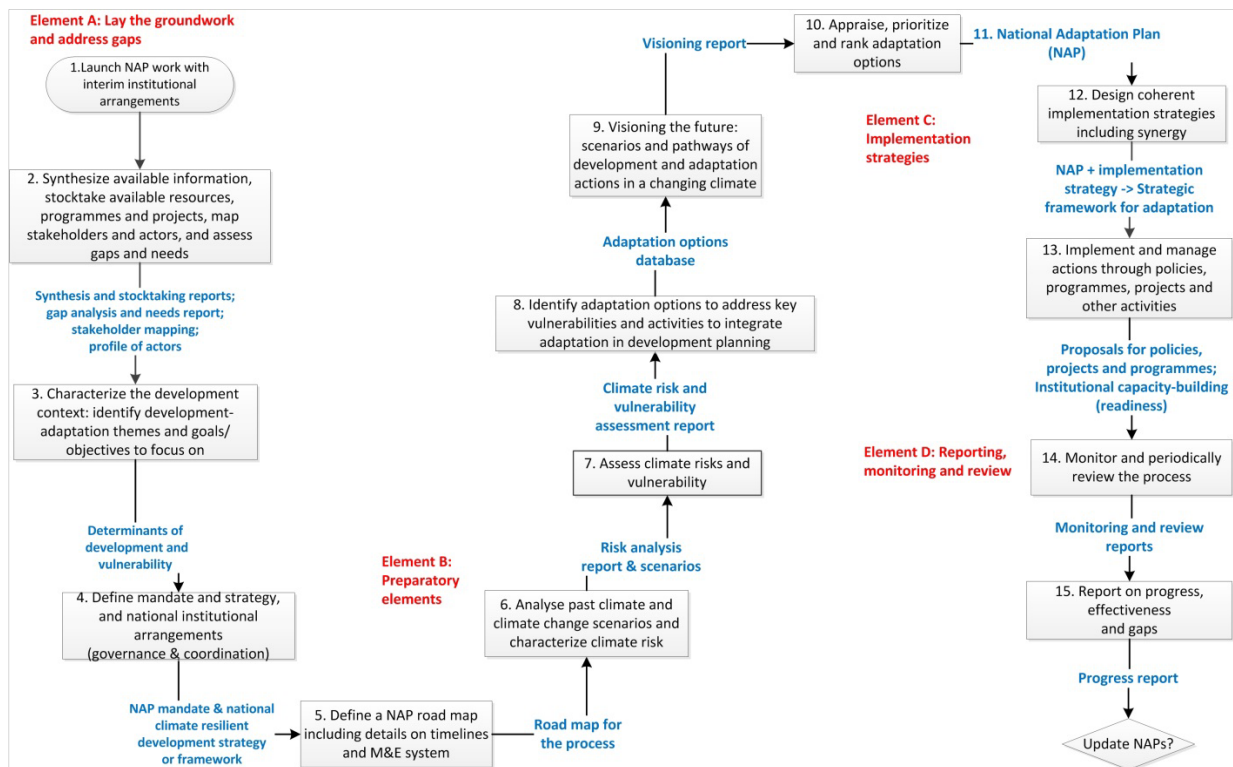 Element A: Lay the groundwork
and address gaps
1.Launch NAP work with
interim institutional
arrangements
2. Synthesize available information,
stocktake available resources,
programmes and projects, map
stakeholders and actors, and assess
gaps and needs
Synthesis and stocktaking reports;
gap analysis and needs report;
stakeholder mapping;
profile of actors
3. Characterize the development
context: identify development-
adaptation themes and goals/
objectives to focus on
Determinants of
development and
vulnerability
4. Define mandate and strategy,
and national institutional
arrangements
(governance & coordination)
NAP mandate & national
climate resilient
development strategy
or framework
5. Define a NAP road map
including details on timelines
and M&E system
Road map for
the process
Element B:
Preparatory
elements
6. Analyse past climate and
climate change scenarios and
characterize climate risk
Risk analysis
report & scenarios
7. Assess climate risks and
vulnerability
Climate risk and
vulnerability
assessment report
8. Identify adaptation options to address key
vulnerabilities and activities to integrate
adaptation in development planning
Adaptation options
database
9. Visioning the future:
scenarios and pathways of
development and adaptation
actions in a changing climate
Visioning report
10. Appraise, prioritize
and rank adaptation
options
11. National Adaptation Plan
(NAP)
Element C:
Implementation
strategies
12. Design coherent
implementation strategies
including synergy
NAP + implementation
strategy -> Strategic
framework for adaptation
13. Implement and manage
actions through policies,
programmes, projects and
other activities
Proposals for policies,
projects and programmes;
Institutional capacity-building
(readiness)
Element D: Reporting,
monitoring and review
14. Monitor and periodically
review the process
Monitoring and review
reports
15. Report on progress,
effectiveness
and gaps
Progress report
Update NAPs?